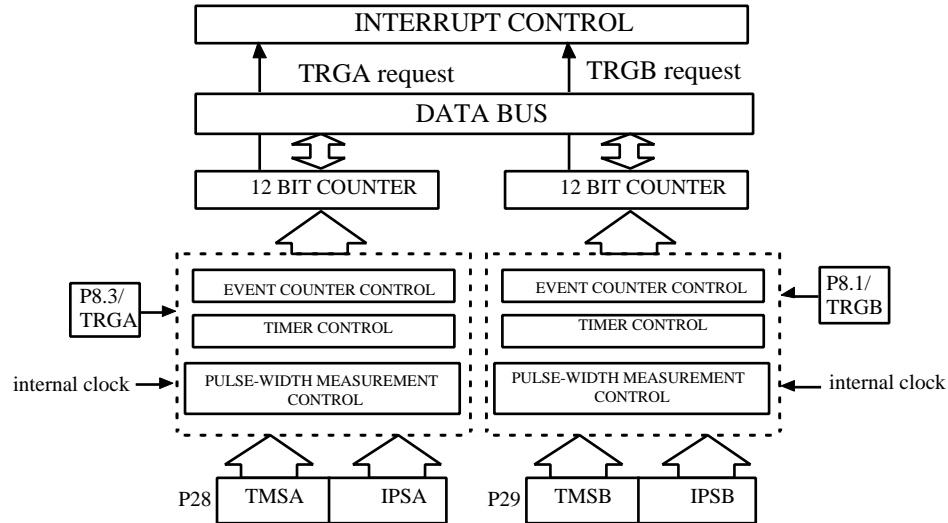 INTERRUPT CONTROL
TRGA request
TRGB request
DATA BUS
12 BIT COUNTER
12 BIT COUNTER
EVENT COUNTER CONTROL
EVENT COUNTER CONTROL
P8.3/
TRGA
P8.1/
TRGB
TIMER CONTROL
TIMER CONTROL
internal clock
PULSE-WIDTH MEASUREMENT
CONTROL
PULSE-WIDTH MEASUREMENT
CONTROL
internal clock
P28
TMSA
IPSA
P29
TMSB
IPSB